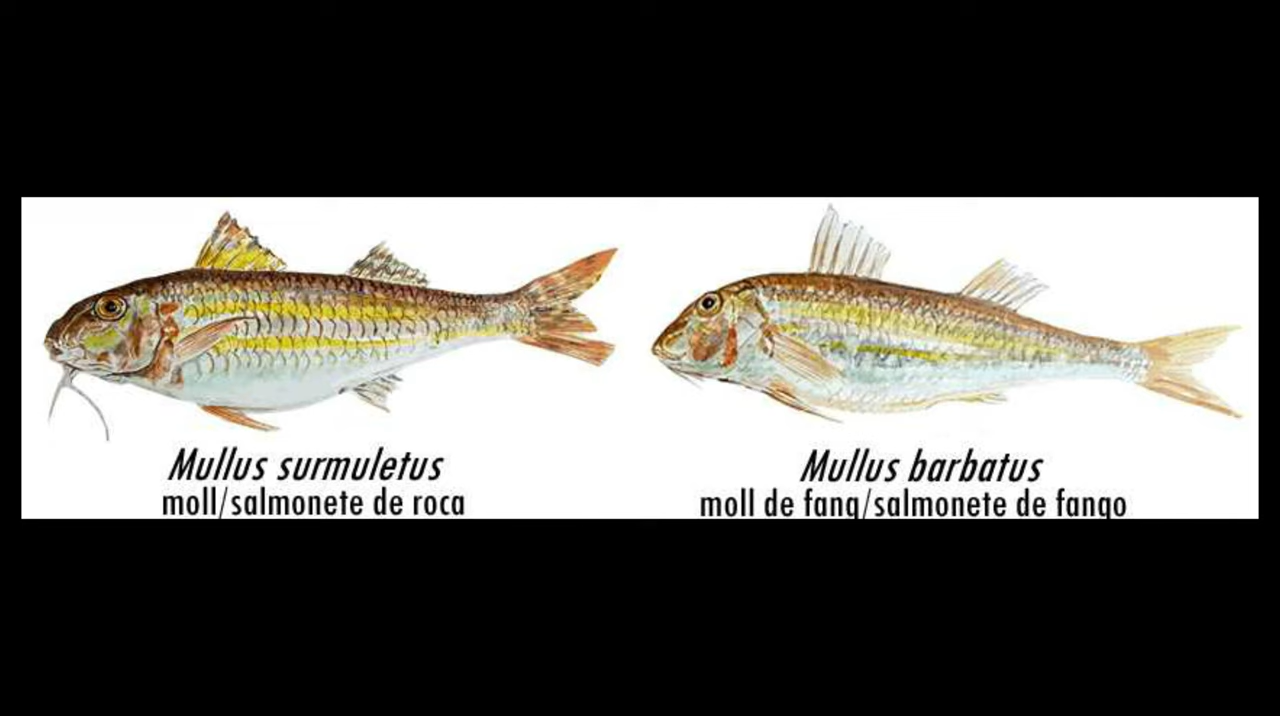 Mullus surmuletus
moll/salmonete de roca
Mullus barbatus
moll de fang/salmonete de fango